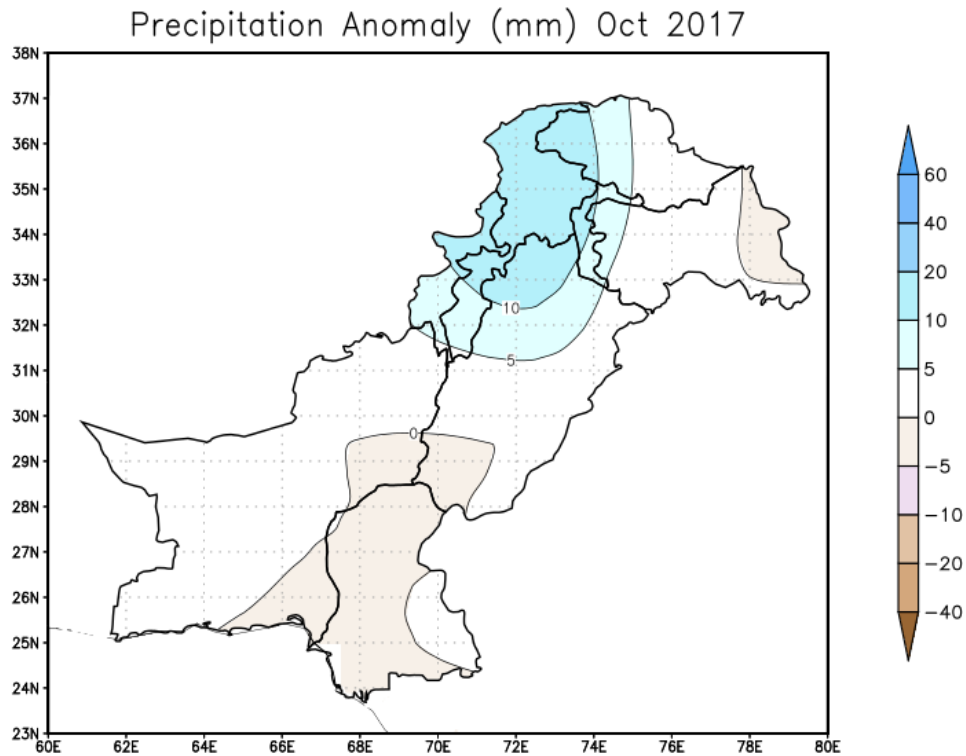 Precipitation Anomaly (mm) Oct 2017
38N
37N
36N
35N
34N
33N
32N
31N
30N
29N
28N
27N
26N
25N
24N
23N
60E 62E 64E 66E 68E 70E 72E 74E 76E 78E 80E
10
5
0
60
40
20
10
5
0
−5
−10
−20
−40